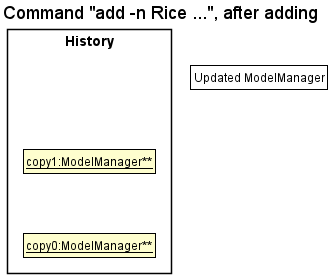 Command "add -n Rice ...", after adding
History
Updated ModelManager
copy1:ModelManager**
copy0:ModelManager**